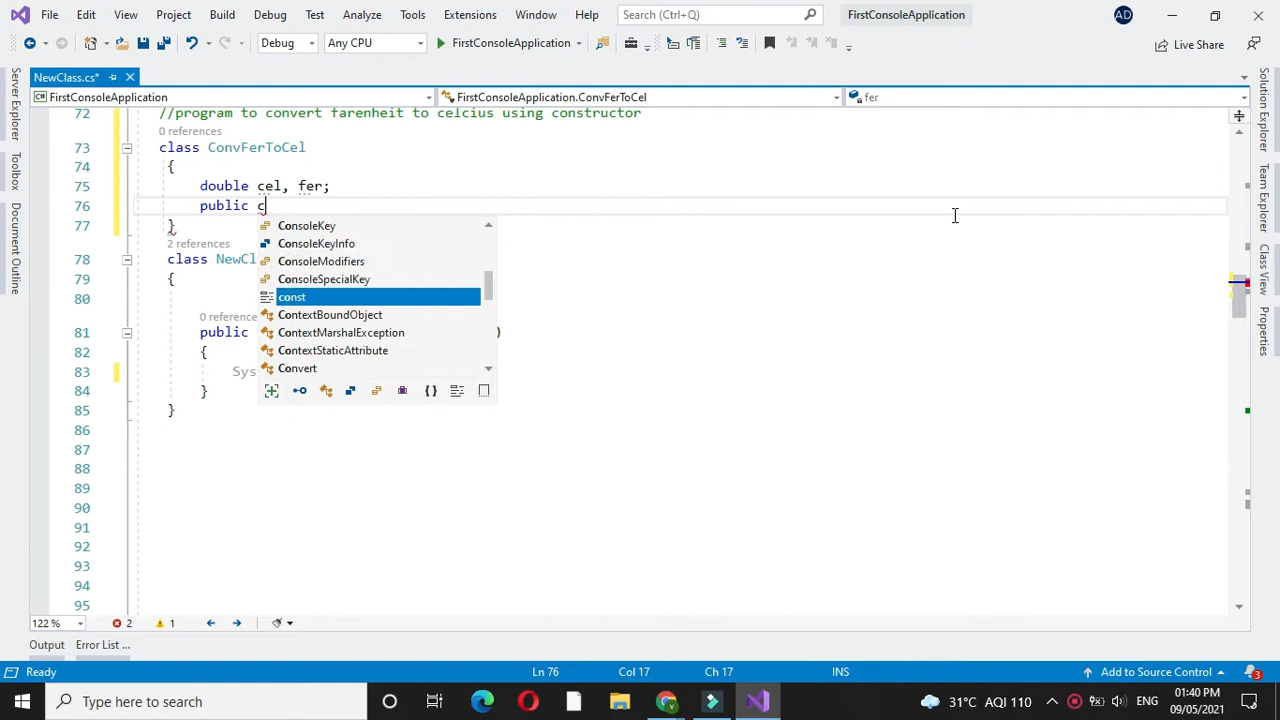 File Edit View Project Build Debug Test Analyze Tools Extensions Window Help Search (Ctrl+Q) FirstConsoleApplication AD
Debug Any CPU FirstConsoleApplication Live Share
NewClass.cs*
FirstConsoleApplication FirstConsoleApplication.ConvFerToCel fer
Server Explorer
Toolbox
Document Outline
Solution Explorer
Team Explorer
Class View
Properties
72 //program to convert farenheit to celcius using constructor
0 references
73 class ConvFerToCel
74 {
75 double cel, fer;
76 public c
77 }
2 references
78 class NewCl
79 {
80
0 reference
81 public )
82 {
83 Sys
84 }
85 }
86
87
88
89
90
91
92
93
94
95
ConsoleKey
ConsoleKeyInfo
ConsoleModifiers
ConsoleSpecialKey
const
ContextBoundObject
ContextMarshalException
ContextStaticAttribute
Convert
122 % 2 1
Output Error List ...
Ready Ln 76 Col 17 Ch 17 INS Add to Source Control 3
Type here to search 31°C AQI 110 ENG 01:40 PM
09/05/2021